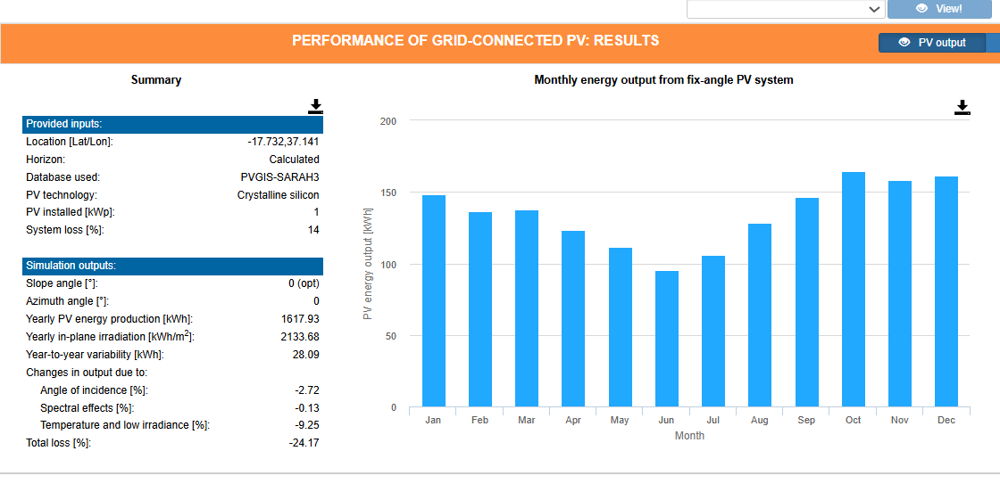 View!
PERFORMANCE OF GRID-CONNECTED PV: RESULTS
PV output
Summary
Provided inputs:
Location [Lat/Lon]: -17.732,37.141
Horizon: Calculated
Database used: PVGIS-SARAH3
PV technology: Crystalline silicon
PV installed [kWp]: 1
System loss [%]: 14
Simulation outputs:
Slope angle [°]: 0 (opt)
Azimuth angle [°]: 0
Yearly PV energy production [kWh]: 1617.93
Yearly in-plane irradiation [kWh/m²]: 2133.68
Year-to-year variability [kWh]: 28.09
Changes in output due to:
Angle of incidence [%]: -2.72
Spectral effects [%]: -0.13
Temperature and low irradiance [%]: -9.25
Total loss [%]: -24.17
Monthly energy output from fix-angle PV system
PV energy output [kWh]
200
150
100
50
0
Jan Feb Mar Apr May Jun Jul Aug Sep Oct Nov Dec
Month